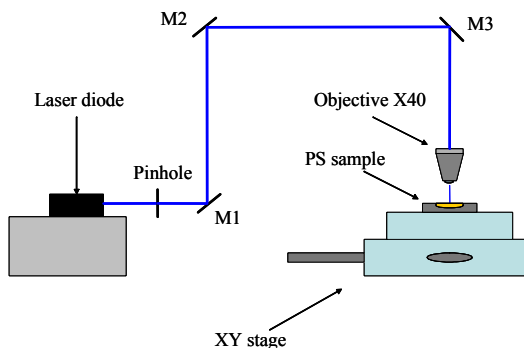 M2
M3
Laser diode
Objective X40
Pinhole
PS sample
M1
XY stage